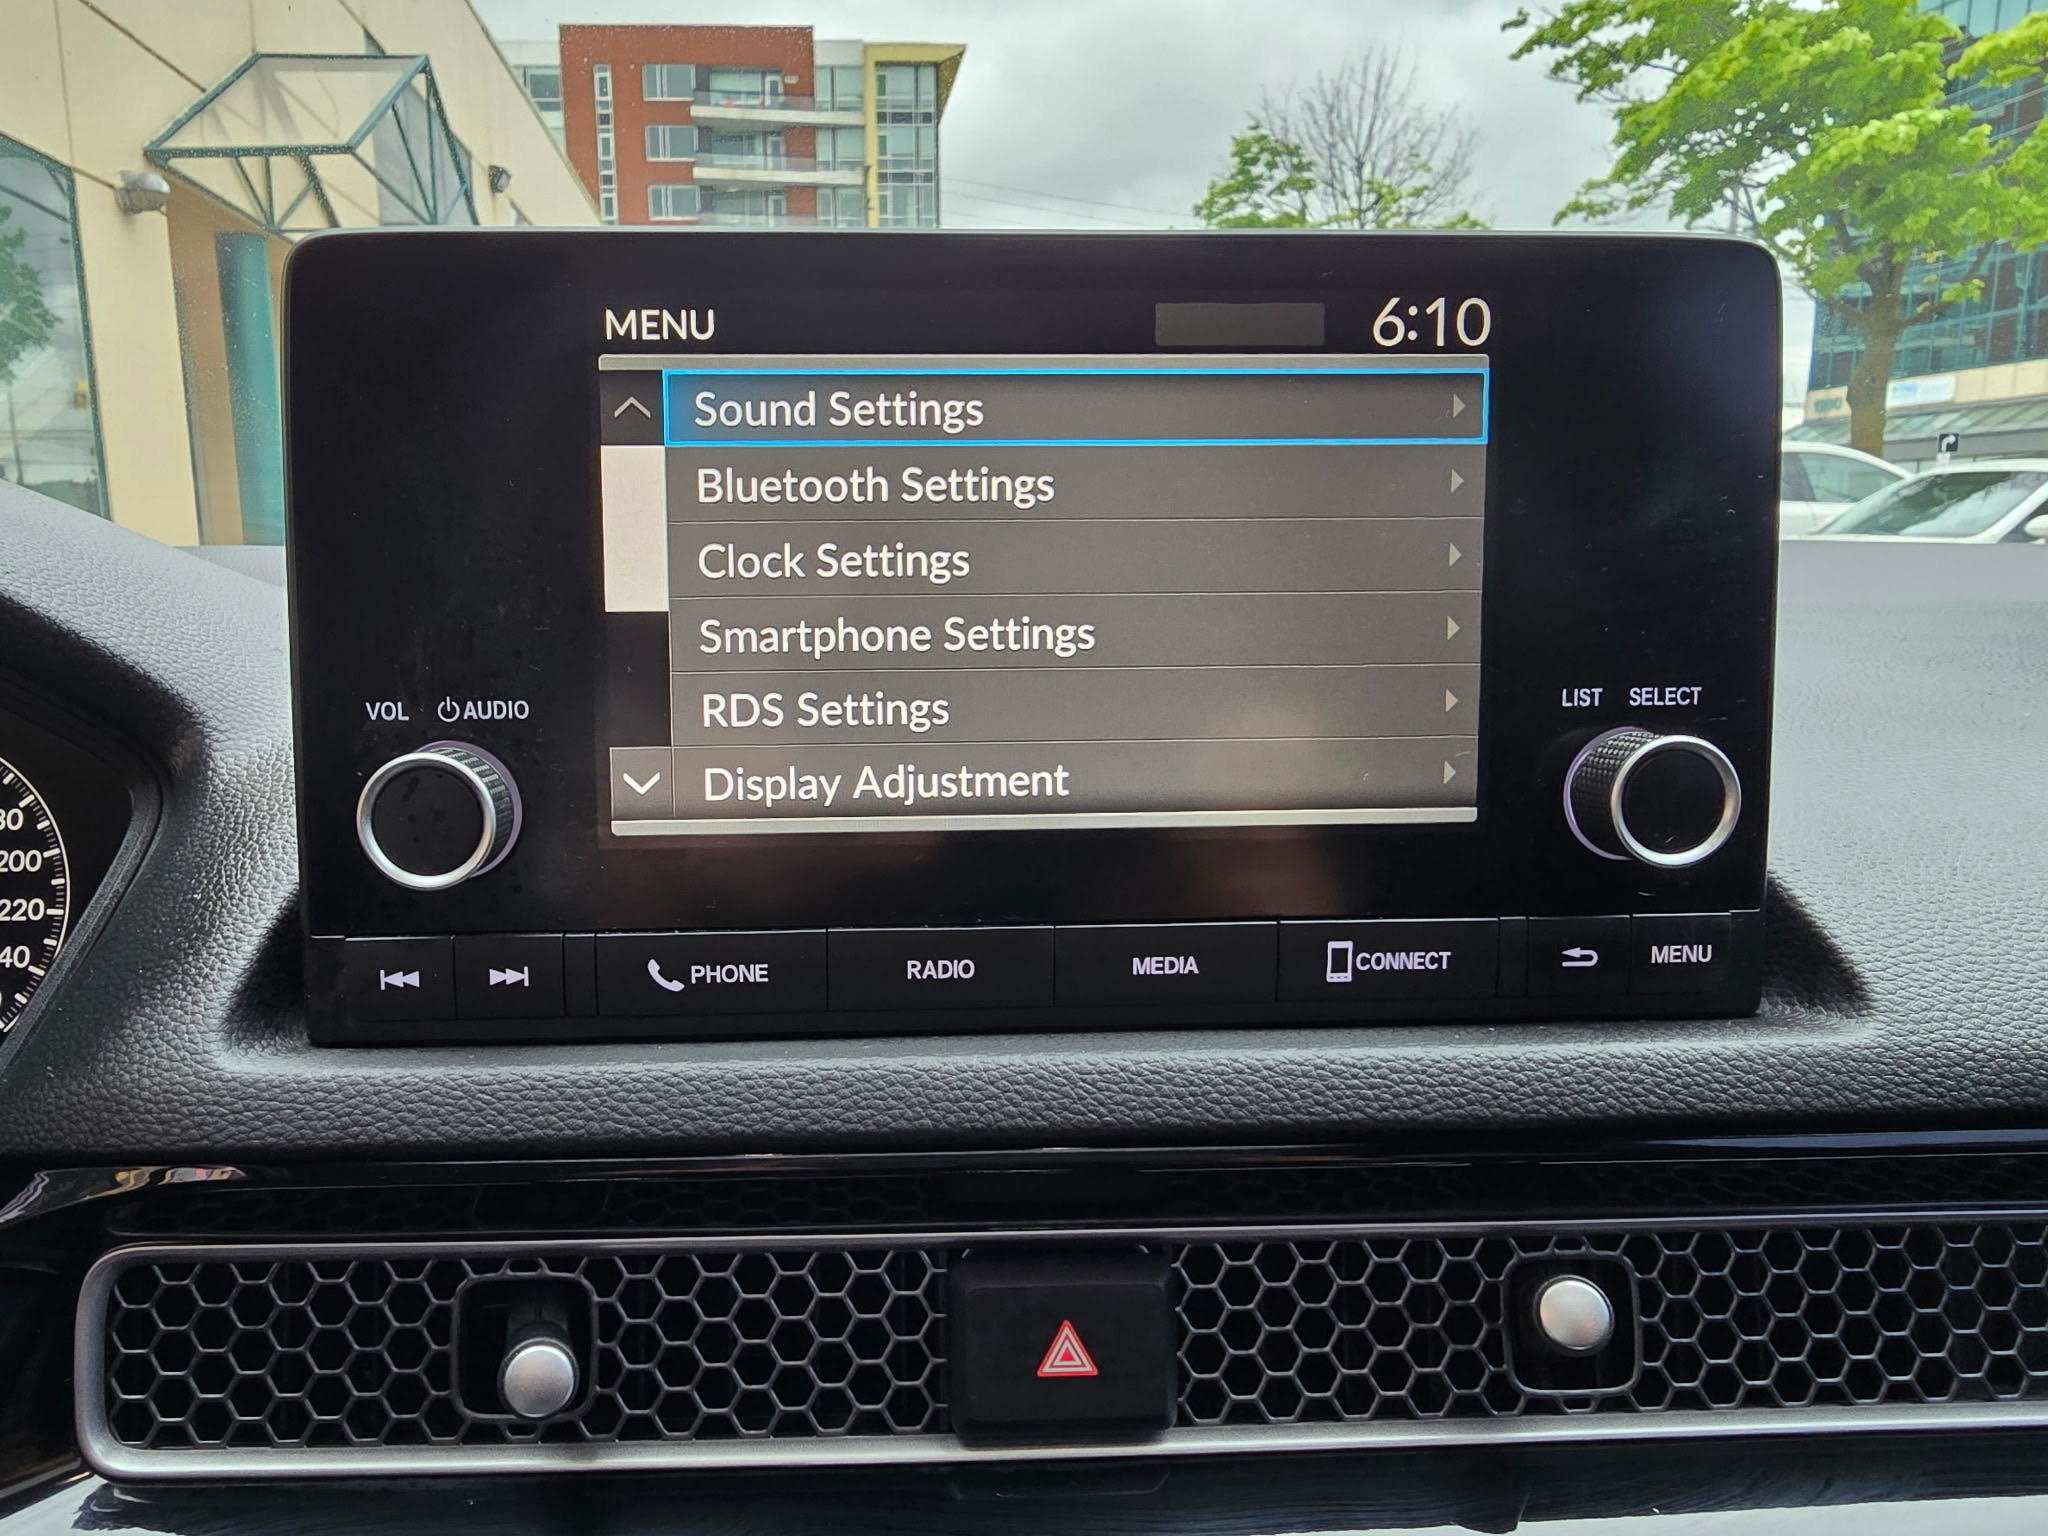 MENU 6:10
Sound Settings
Bluetooth Settings
Clock Settings
Smartphone Settings
RDS Settings
Display Adjustment
VOL AUDIO
LIST SELECT
PHONE RADIO MEDIA CONNECT MENU
200
220